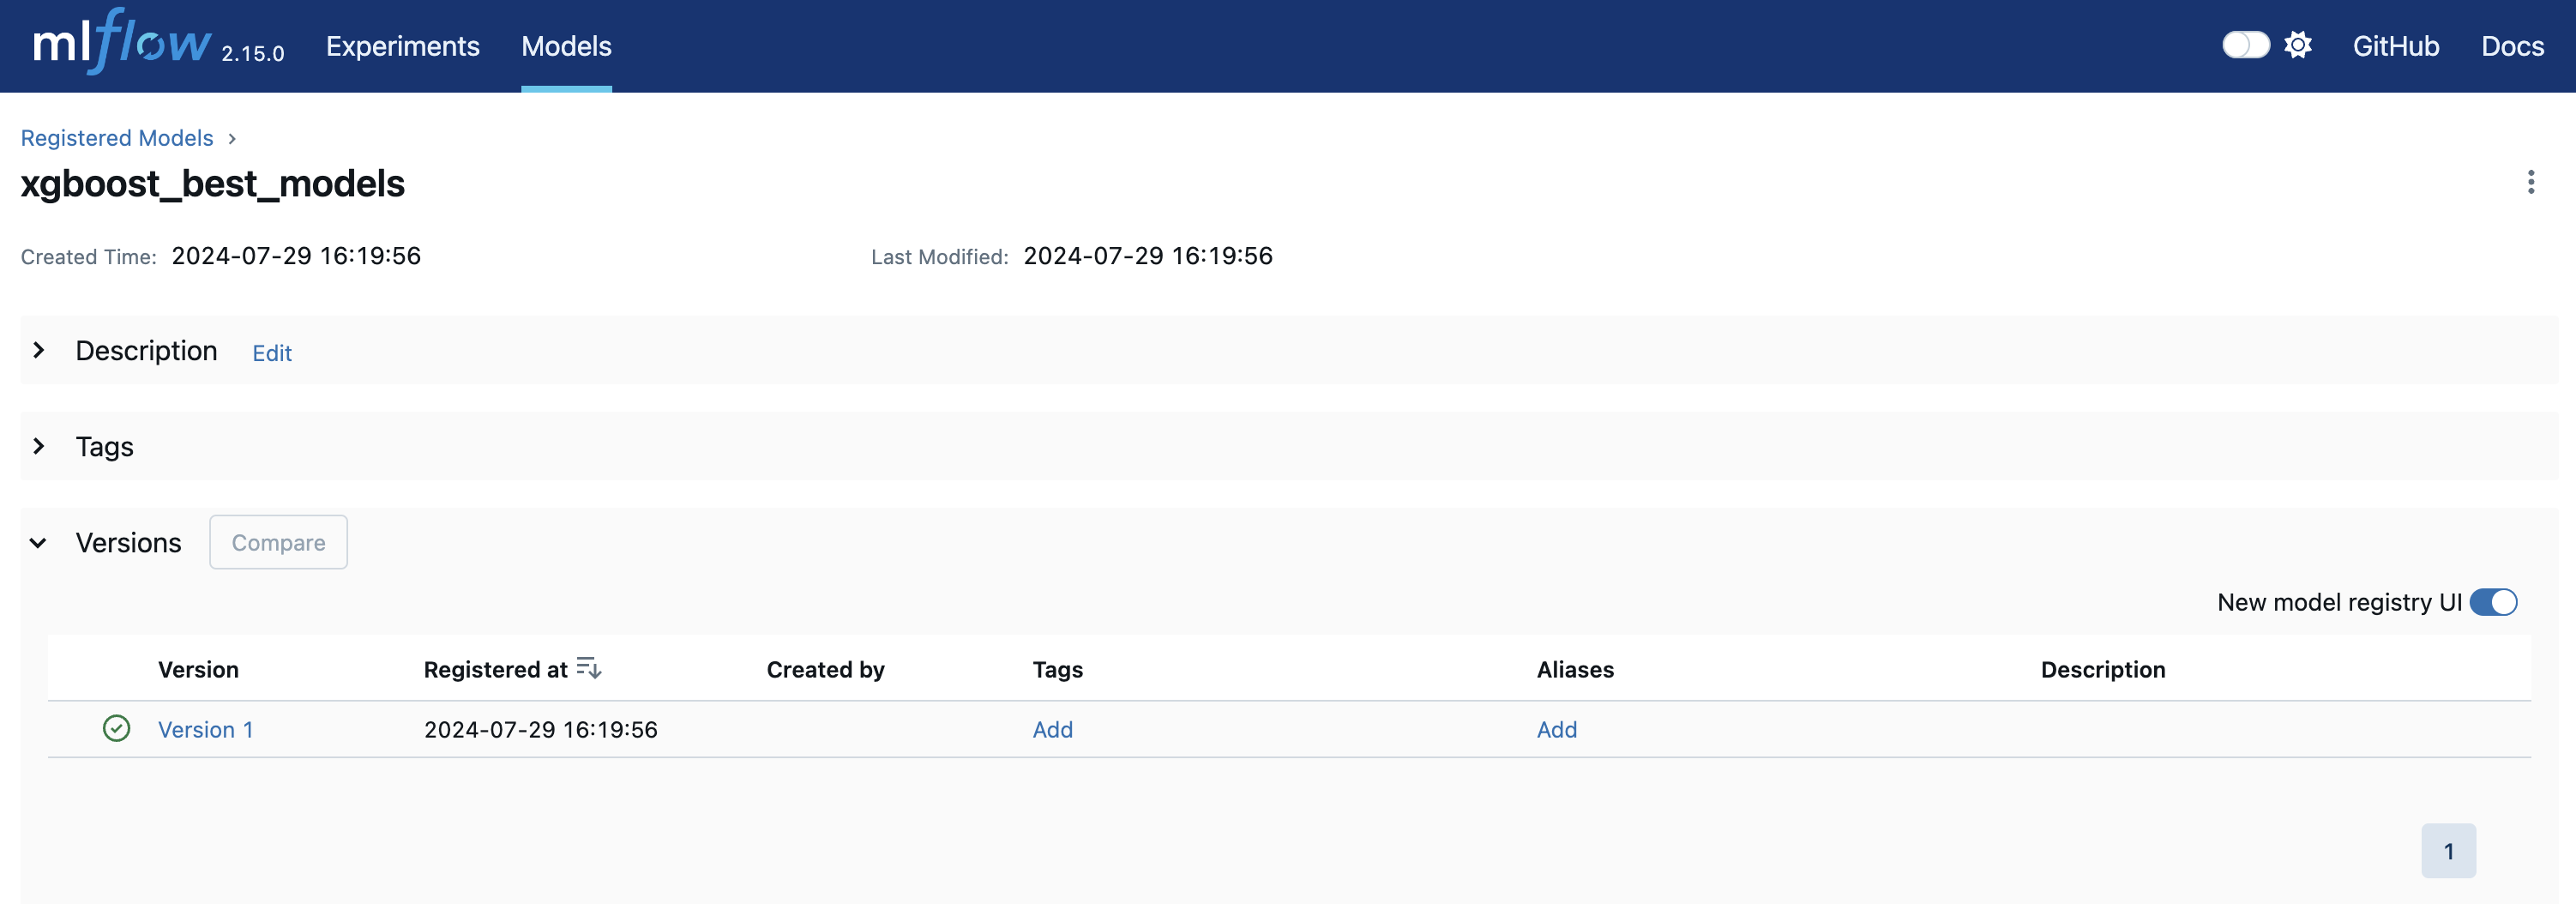 mlflow 2.15.0 Experiments Models GitHub Docs
Registered Models
xgboost_best_models
Created Time: 2024-07-29 16:19:56 Last Modified: 2024-07-29 16:19:56
Description Edit
Tags
Versions Compare
New model registry UI
Version Registered at Created by Tags Aliases Description
Version 1 2024-07-29 16:19:56 Add Add
1